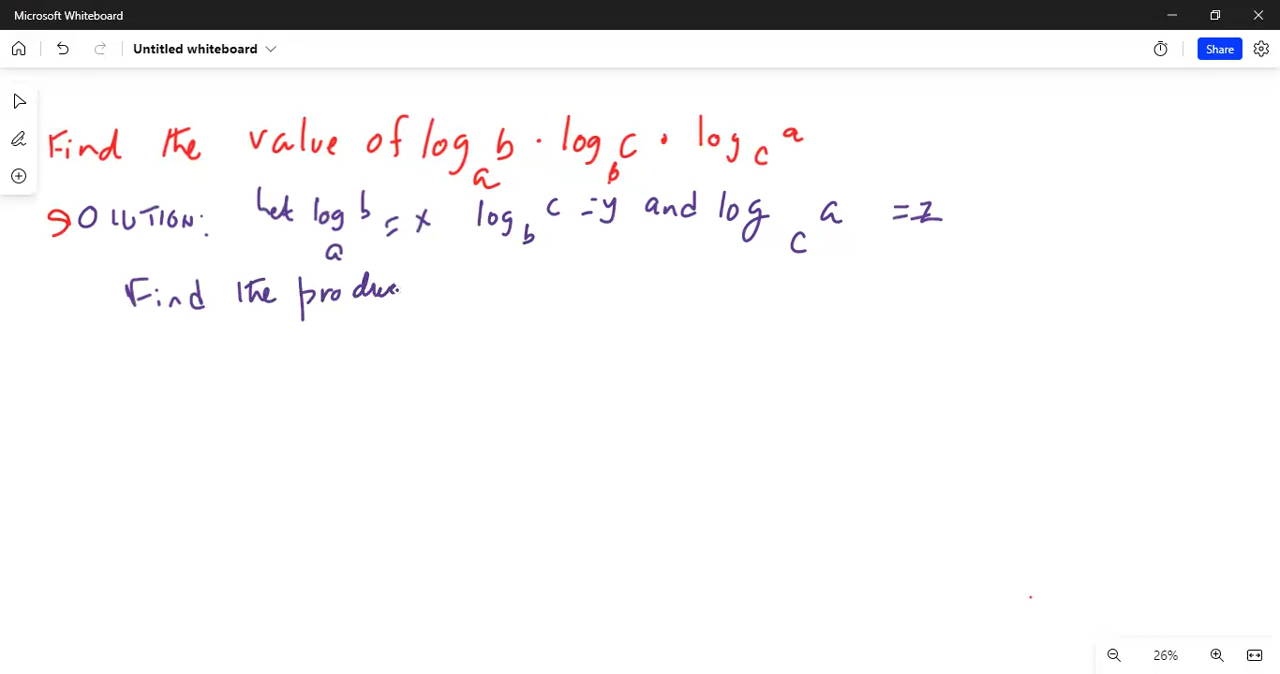 Microsoft Whiteboard
Untitled whiteboard
Share
Find the value of log_a b · log_b c · log_c a
SOLUTION: Let log_a b = x log_b c = y and log_c a = z
Find the produc
26%